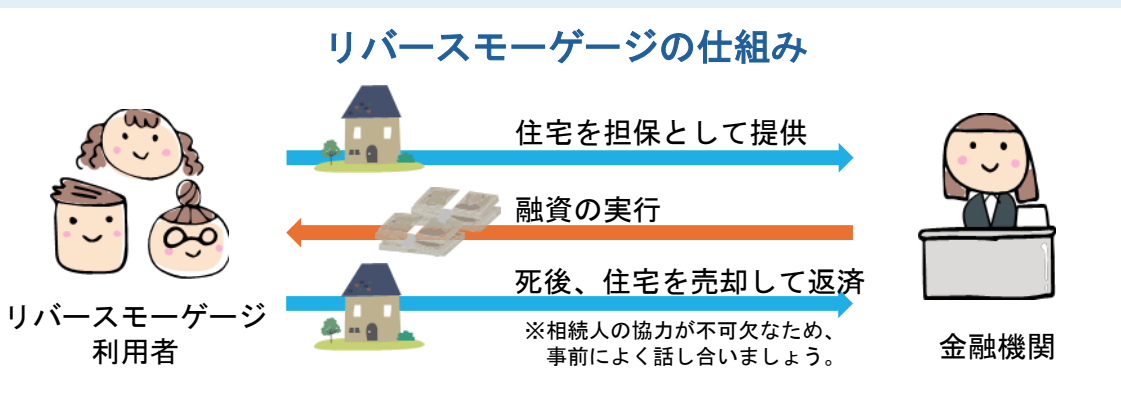 リバースモーゲージの仕組み
住宅を担保として提供
融資の実行
死後、住宅を売却して返済
※相続人の協力が不可欠なため、
事前によく話し合いましょう。
リバースモーゲージ
利用者
金融機関